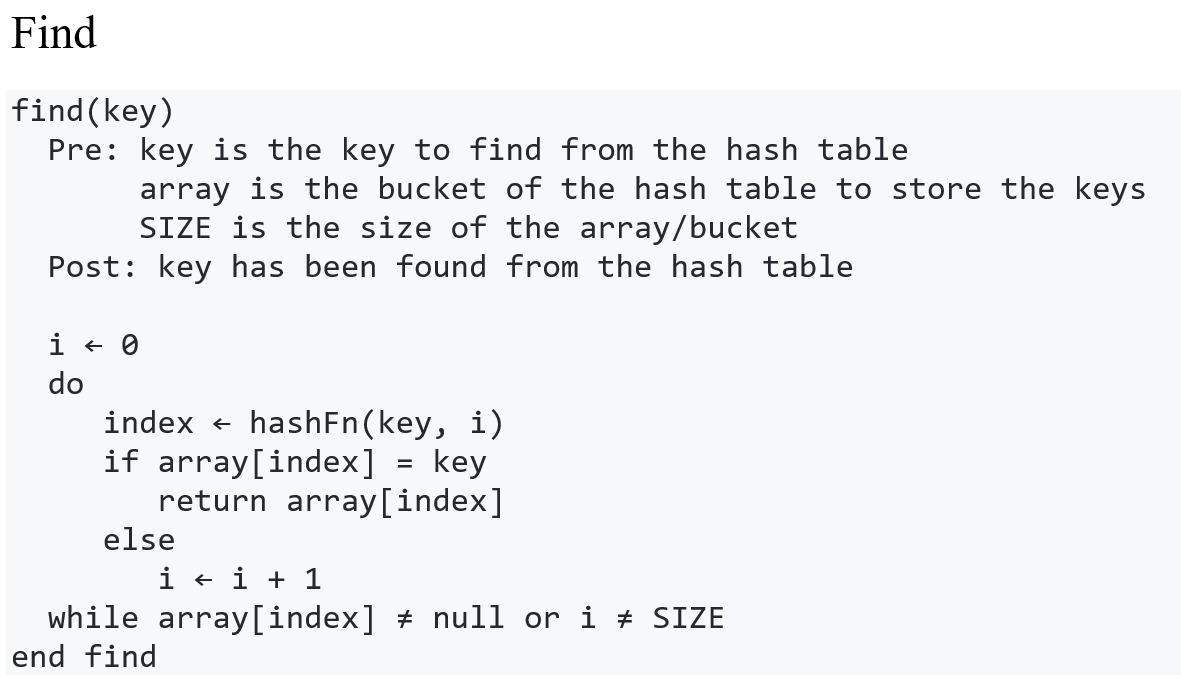 Find
find(key)
Pre: key is the key to find from the hash table
array is the bucket of the hash table to store the keys
SIZE is the size of the array/bucket
Post: key has been found from the hash table
i ← 0
do
index ← hashFn(key, i)
if array[index] = key
return array[index]
else
i ← i + 1
while array[index] ≠ null or i ≠ SIZE
end find